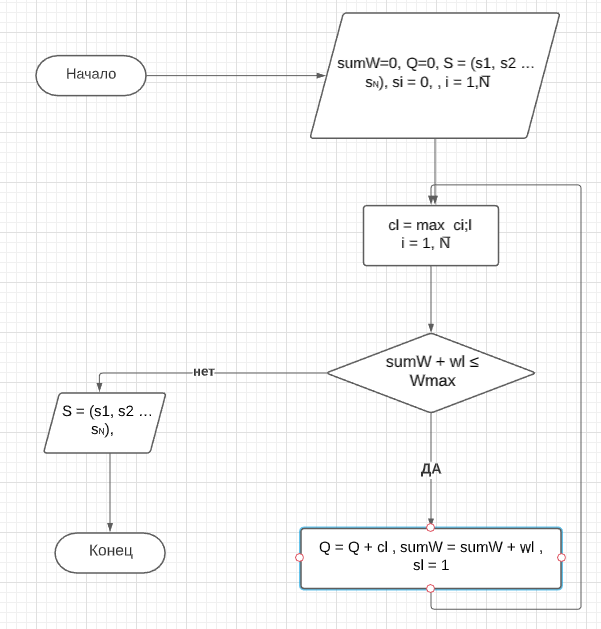 Начало
sumW=0, Q=0, S = (s1, s2 ...
sN), si = 0, , i = 1,N̅
cl = max ci;l
i = 1, N̅
sumW + wl ≤
Wmax
нет
S = (s1, s2 ...
sN),
ДА
Конец
Q = Q + cl , sumW = sumW + wl ,
sl = 1